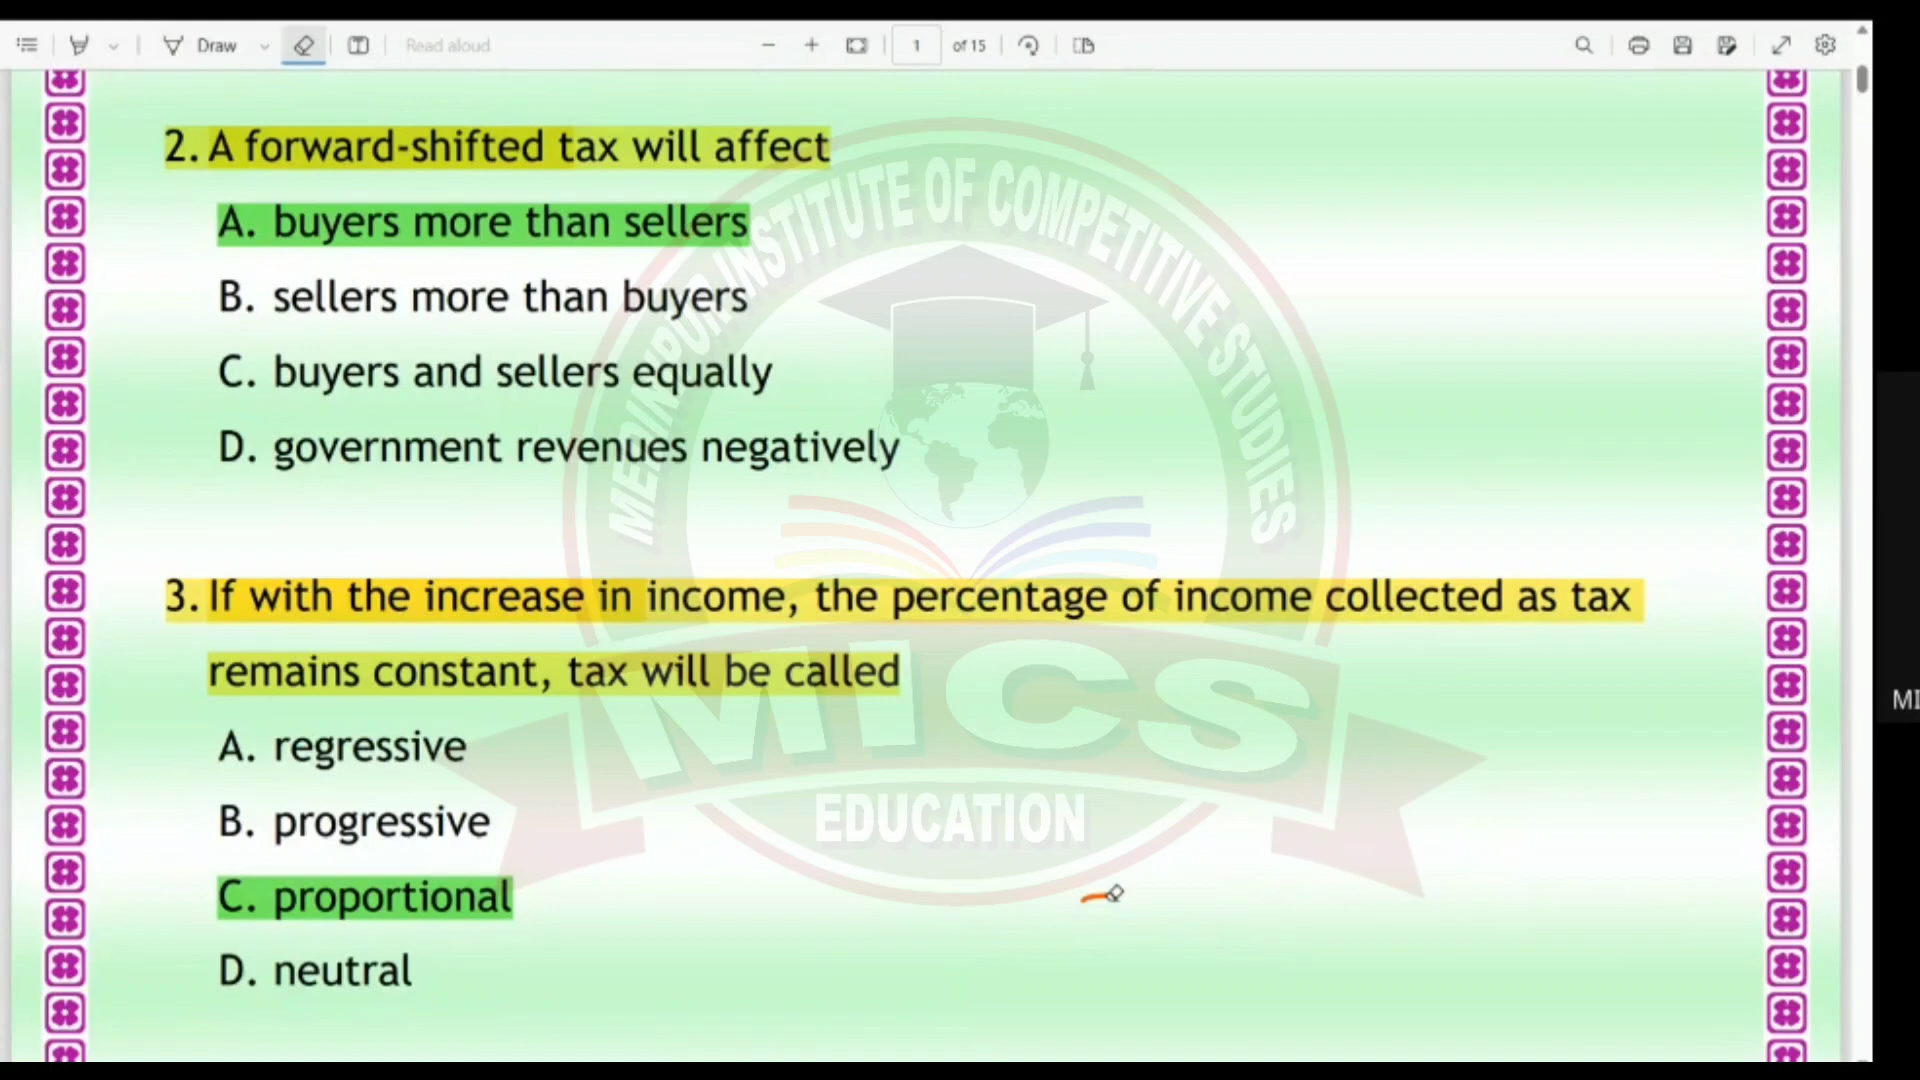 Draw
Read aloud
1 of 15
2. A forward-shifted tax will affect
A. buyers more than sellers
B. sellers more than buyers
C. buyers and sellers equally
D. government revenues negatively
3. If with the increase in income, the percentage of income collected as tax
remains constant, tax will be called
A. regressive
B. progressive
C. proportional
D. neutral
MEDINIPUR INSTITUTE OF COMPETITIVE STUDIES
MICS
EDUCATION
MI